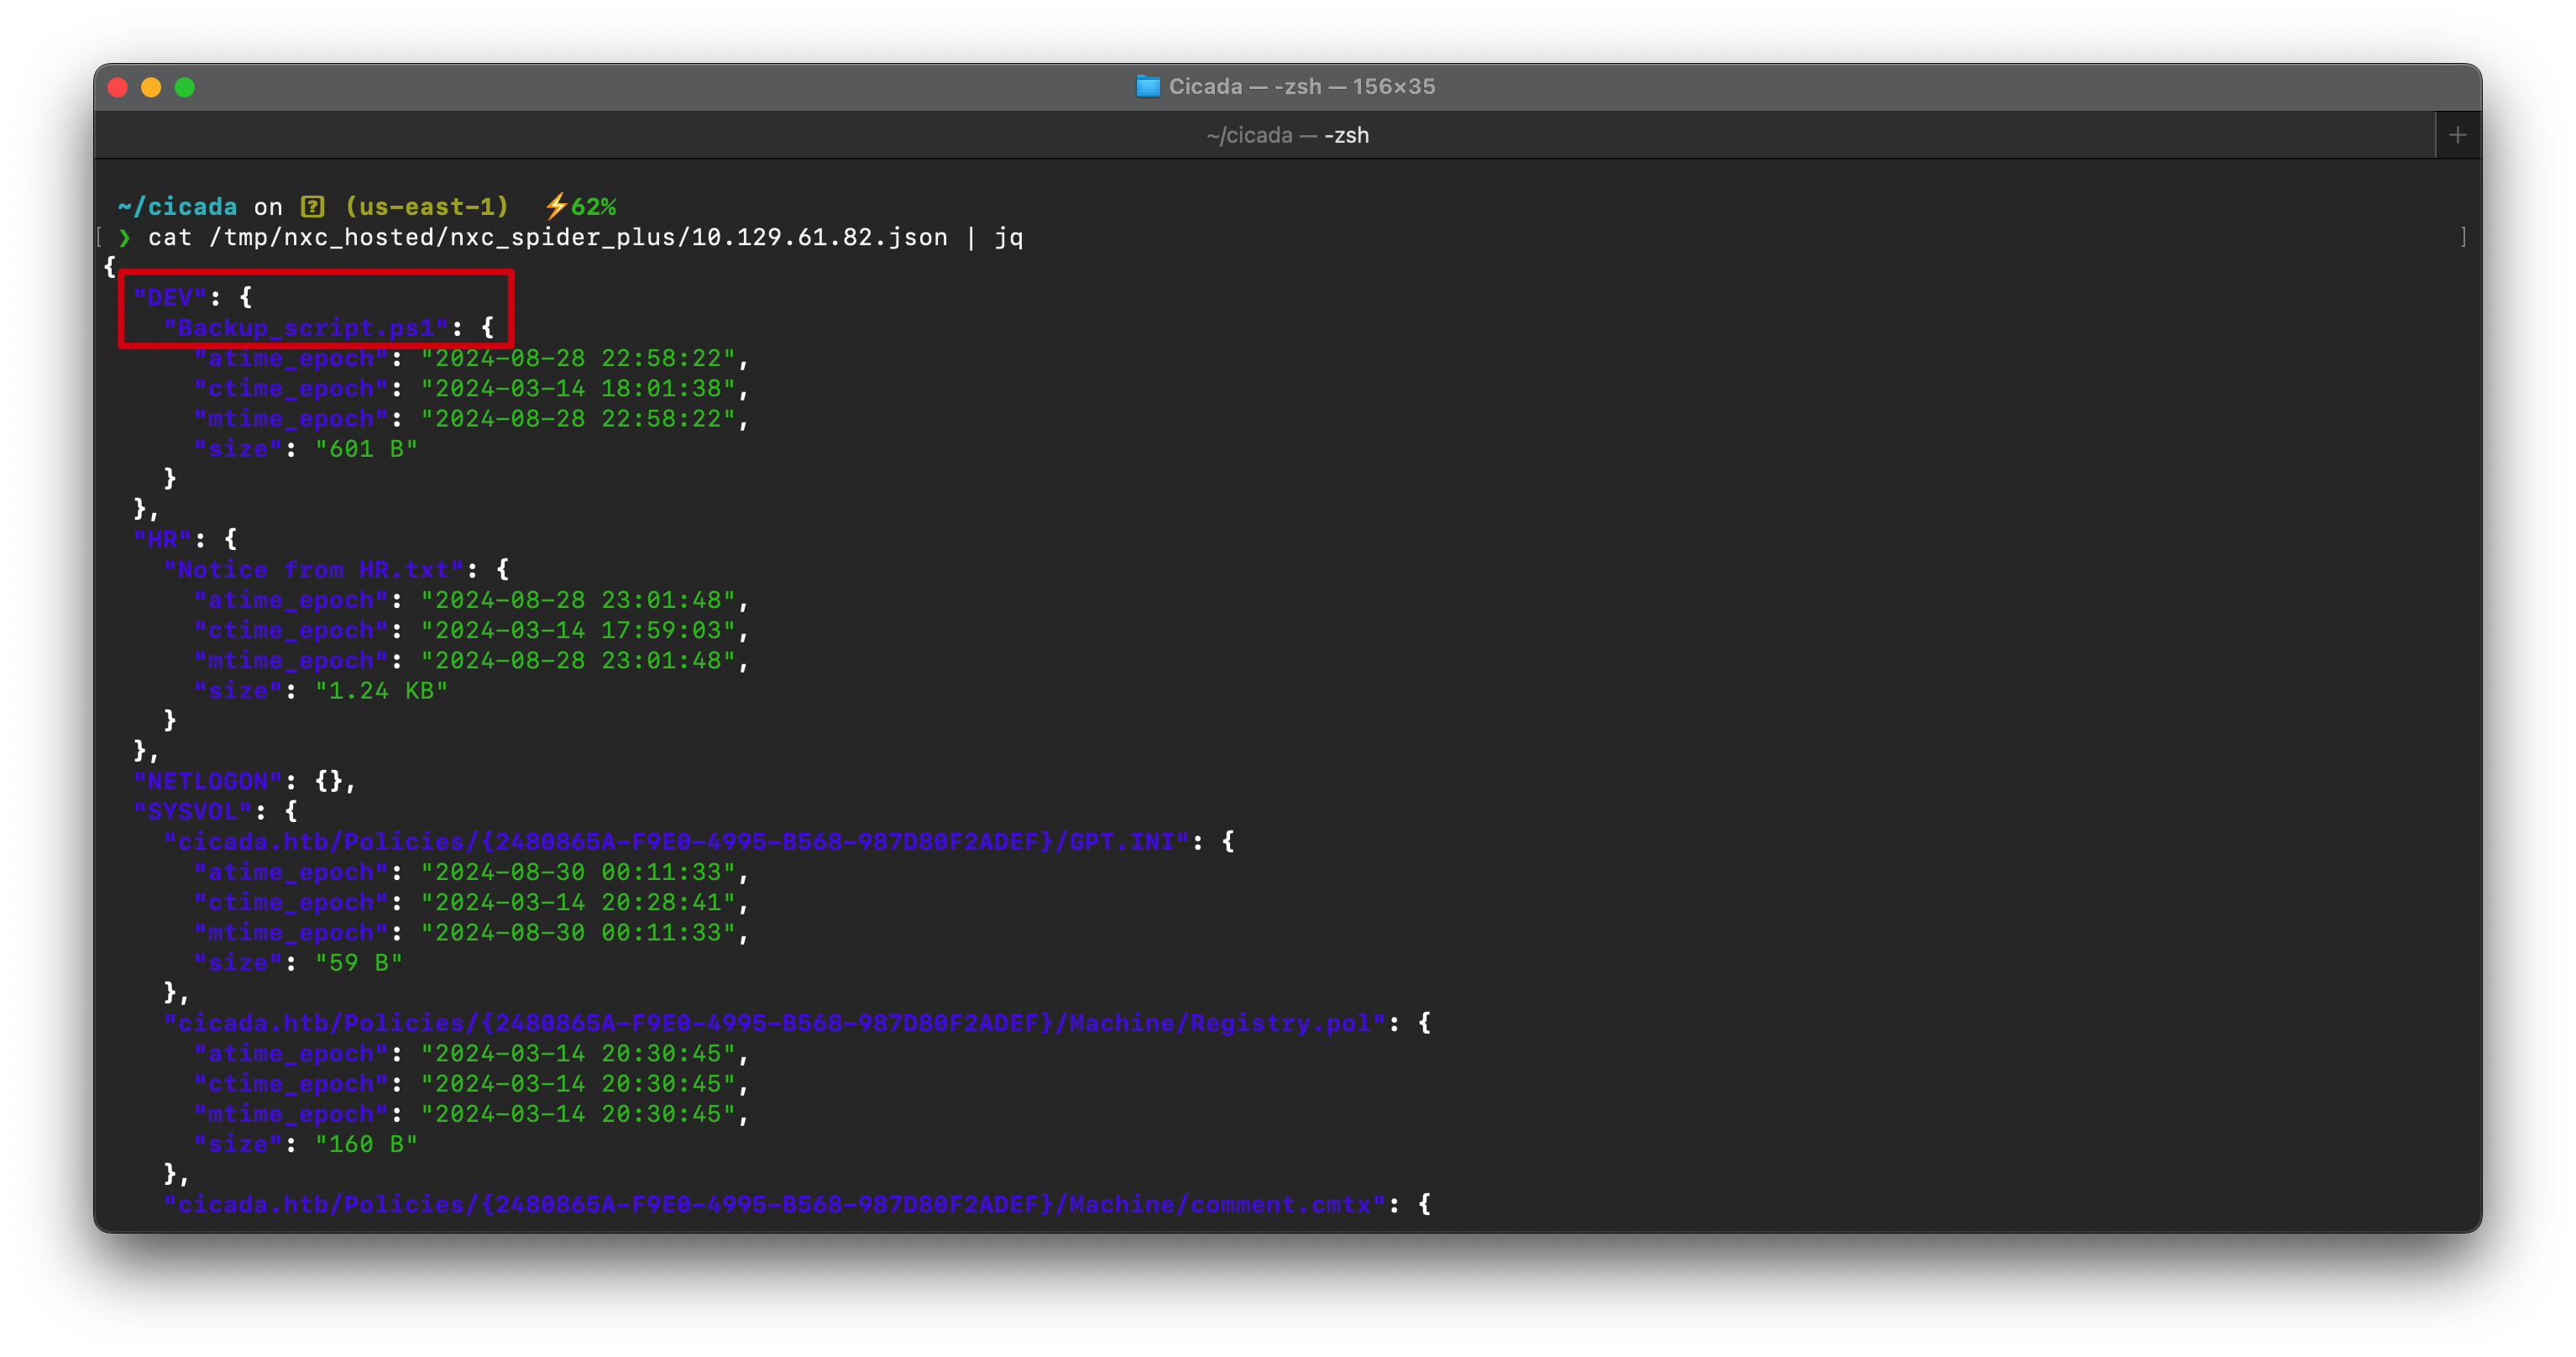 Cicada — -zsh — 156×35
~/cicada — -zsh +
~/cicada on ? (us-east-1) ⚡62%
[ ❯ cat /tmp/nxc_hosted/nxc_spider_plus/10.129.61.82.json | jq ]
{
"DEV": {
"Backup_script.ps1": {
"atime_epoch": "2024-08-28 22:58:22",
"ctime_epoch": "2024-03-14 18:01:38",
"mtime_epoch": "2024-08-28 22:58:22",
"size": "601 B"
}
},
"HR": {
"Notice from HR.txt": {
"atime_epoch": "2024-08-28 23:01:48",
"ctime_epoch": "2024-03-14 17:59:03",
"mtime_epoch": "2024-08-28 23:01:48",
"size": "1.24 KB"
}
},
"NETLOGON": {},
"SYSVOL": {
"cicada.htb/Policies/{2480865A-F9E0-4995-B568-987D80F2ADEF}/GPT.INI": {
"atime_epoch": "2024-08-30 00:11:33",
"ctime_epoch": "2024-03-14 20:28:41",
"mtime_epoch": "2024-08-30 00:11:33",
"size": "59 B"
},
"cicada.htb/Policies/{2480865A-F9E0-4995-B568-987D80F2ADEF}/Machine/Registry.pol": {
"atime_epoch": "2024-03-14 20:30:45",
"ctime_epoch": "2024-03-14 20:30:45",
"mtime_epoch": "2024-03-14 20:30:45",
"size": "160 B"
},
"cicada.htb/Policies/{2480865A-F9E0-4995-B568-987D80F2ADEF}/Machine/comment.cmtx": {